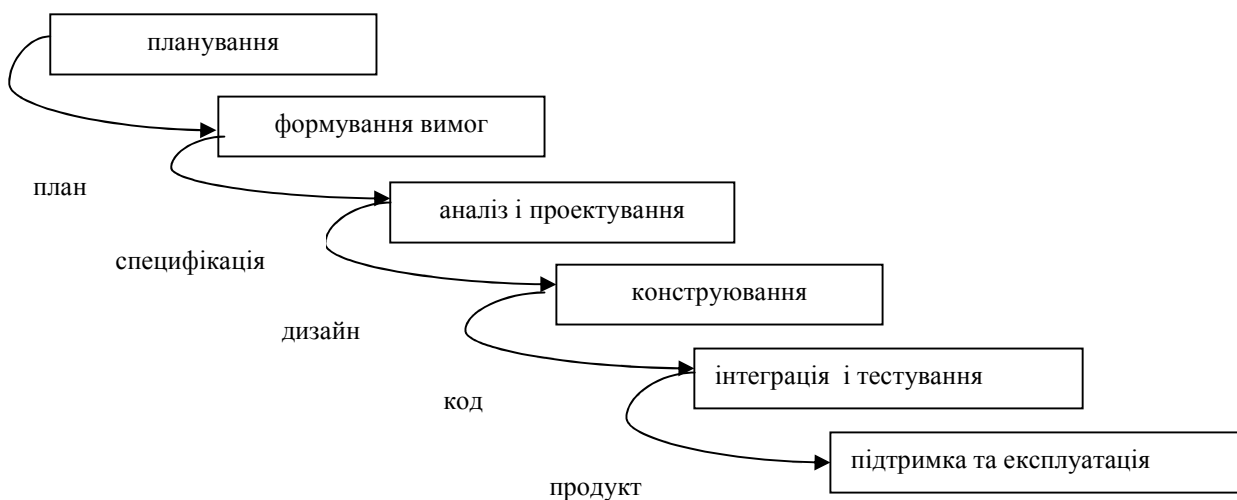 планування
формування вимог
план
аналіз і проектування
специфікація
конструювання
дизайн
інтеграція і тестування
код
підтримка та експлуатація
продукт